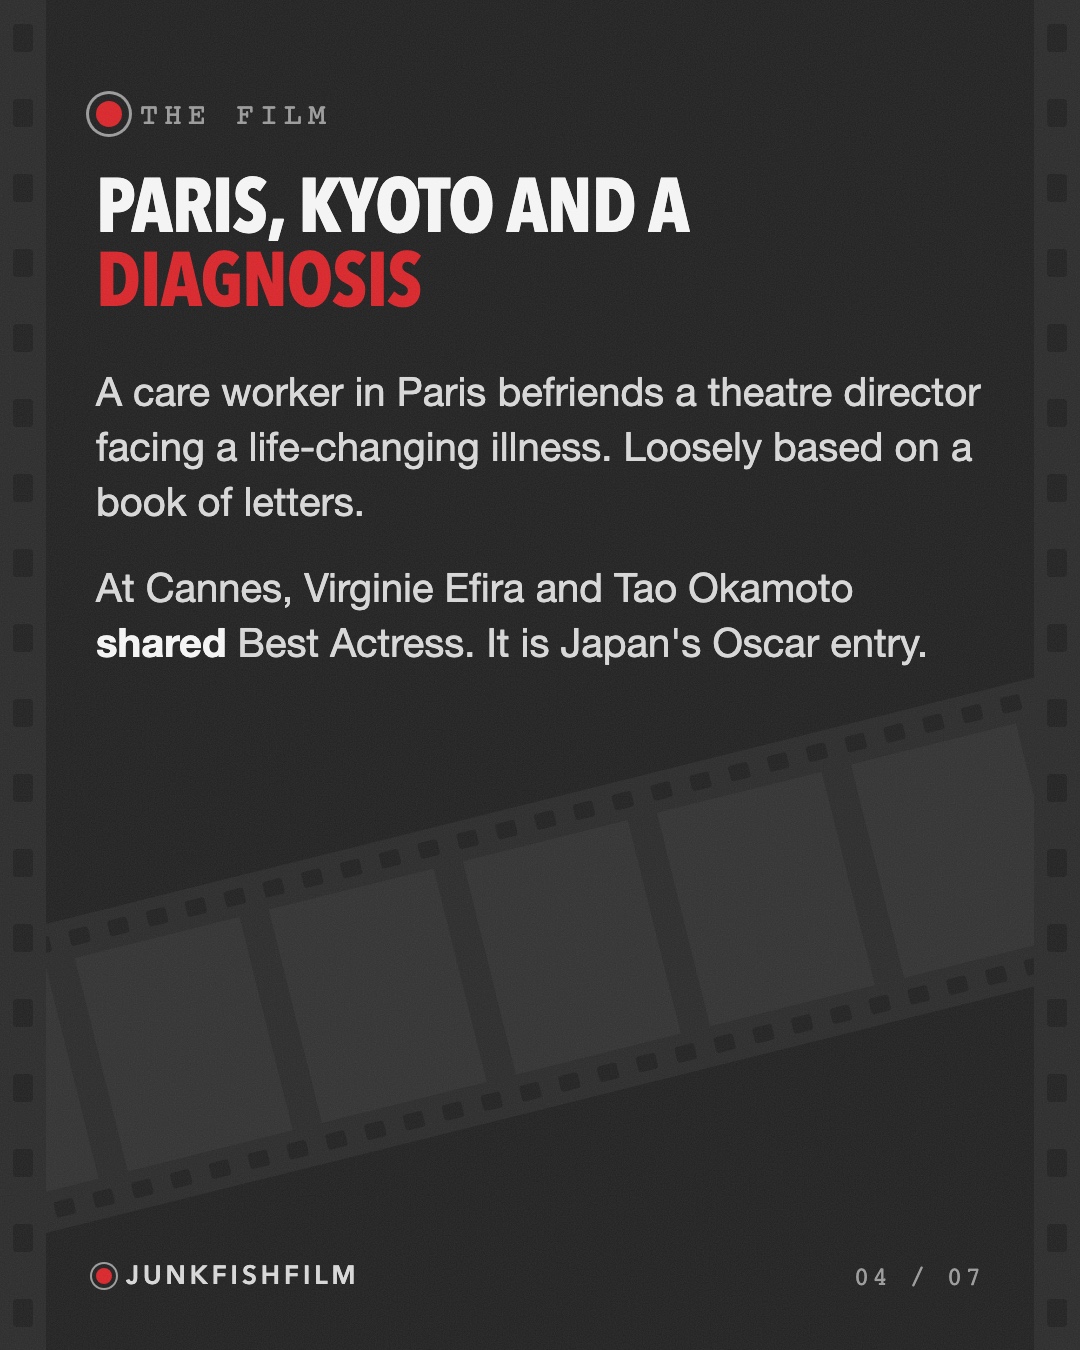 THE FILM
PARIS, KYOTO AND A
DIAGNOSIS
A care worker in Paris befriends a theatre director
facing a life-changing illness. Loosely based on a
book of letters.
At Cannes, Virginie Efira and Tao Okamoto
shared Best Actress. It is Japan's Oscar entry.
JUNKFISHFILM
04 / 07